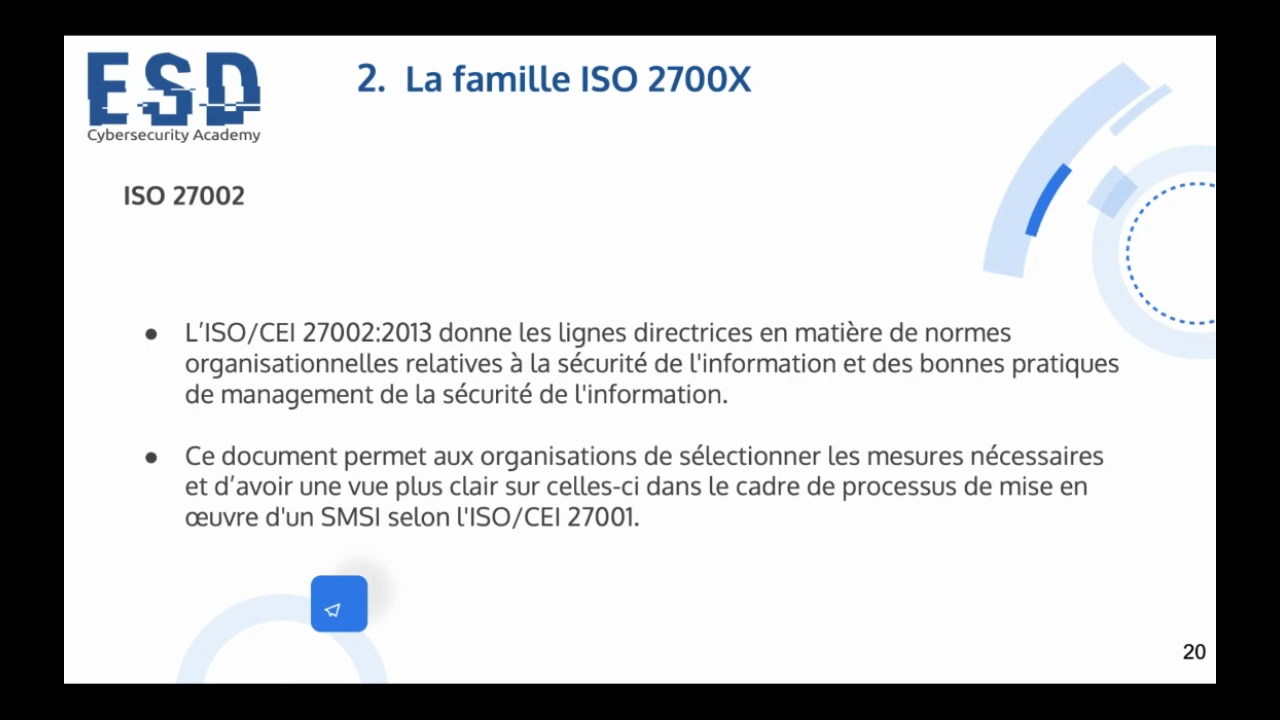 ESD
Cybersecurity Academy
2. La famille ISO 2700X
ISO 27002
● L’ISO/CEI 27002:2013 donne les lignes directrices en matière de normes
organisationnelles relatives à la sécurité de l'information et des bonnes pratiques
de management de la sécurité de l'information.
● Ce document permet aux organisations de sélectionner les mesures nécessaires
et d’avoir une vue plus clair sur celles-ci dans le cadre de processus de mise en
œuvre d'un SMSI selon l'ISO/CEI 27001.
20